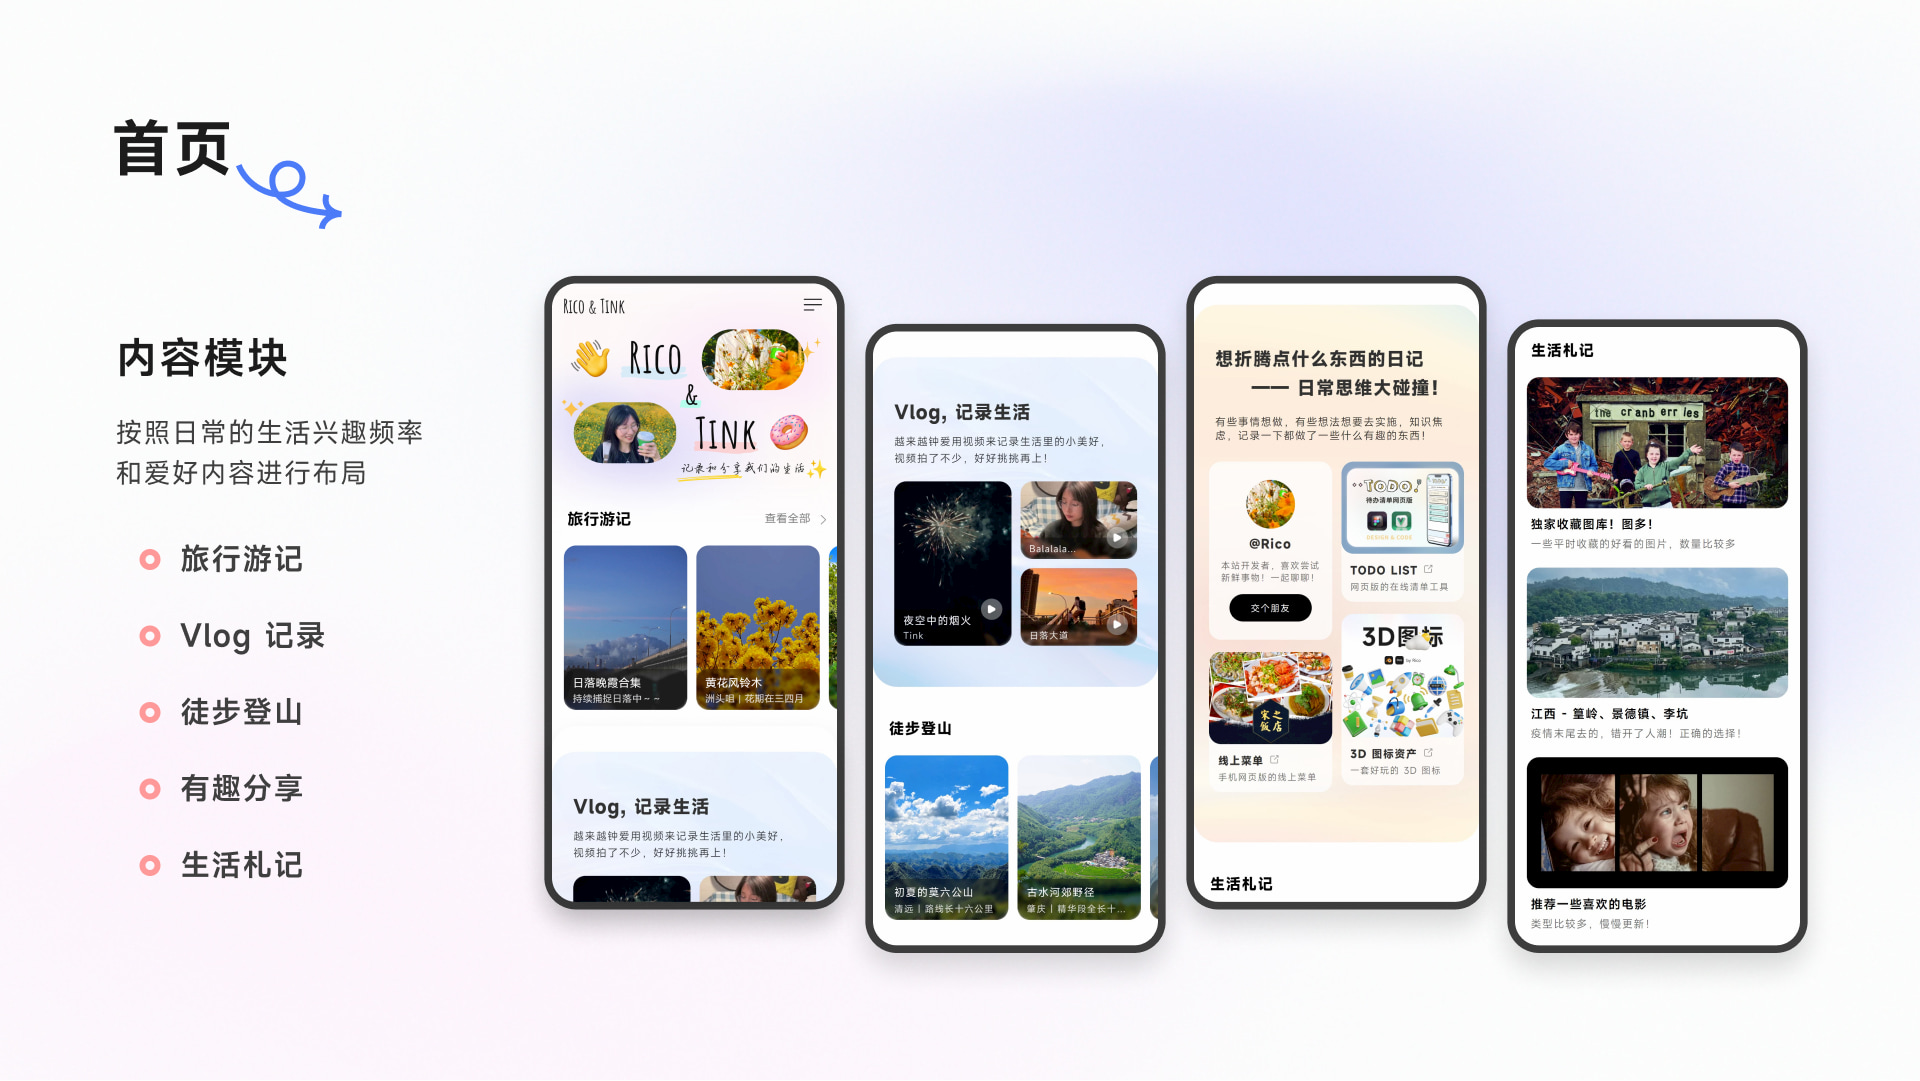 首页
内容模块
按照日常的生活兴趣频率
和爱好内容进行布局
旅行游记
Vlog 记录
徒步登山
有趣分享
生活札记
Rico & Tink
Rico
&
Tink
记录和分享我们的生活
旅行游记
查看全部
日落晚霞合集
持续捕捉日落中~ ~
黄花风铃木
洲头咀 | 花期在三四月
Vlog, 记录生活
越来越钟爱用视频来记录生活里的小美好,
视频拍了不少, 好好挑挑再上!
Vlog, 记录生活
越来越钟爱用视频来记录生活里的小美好,
视频拍了不少, 好好挑挑再上!
夜空中的烟火
Tink
Balalala...
日落大道
徒步登山
初夏的莫六公山
清远 | 路线长十六公里
古水河郊野径
肇庆 | 精华段全长十...
想折腾点什么东西的日记
—— 日常思维大碰撞!
有些事情想做, 有些想法想要去实施, 知识焦
虑, 记录一下都做了一些什么有趣的东西!
@Rico
本站开发者, 喜欢尝试
新鲜事物! 一起聊聊!
交个朋友
TODO
待办清单网页版
DESIGN & CODE
TODO LIST
网页版的在线清单工具
家之
饭店
线上菜单
手机网页版的线上菜单
3D图标
by Rico
3D 图标资产
一套好玩的 3D 图标
生活札记
生活札记
the cranberries
独家收藏图库! 图多!
一些平时收藏的好看的图片, 数量比较多
江西 - 篁岭、景德镇、李坑
疫情末尾去的, 错开了人潮! 正确的选择!
推荐一些喜欢的电影
类型比较多, 慢慢更新!